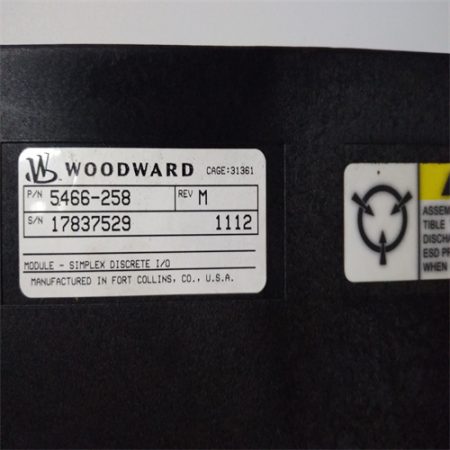 WOODWARD CAGE:31361
P/N 5466-258 REV M
S/N 17837529 1112
MODULE - SIMPLEX DISCRETE I/O
MANUFACTURED IN FORT COLLINS, CO., U.S.A.
ASSEM
TIBLE
DISCHA
ESD PR
WHEN